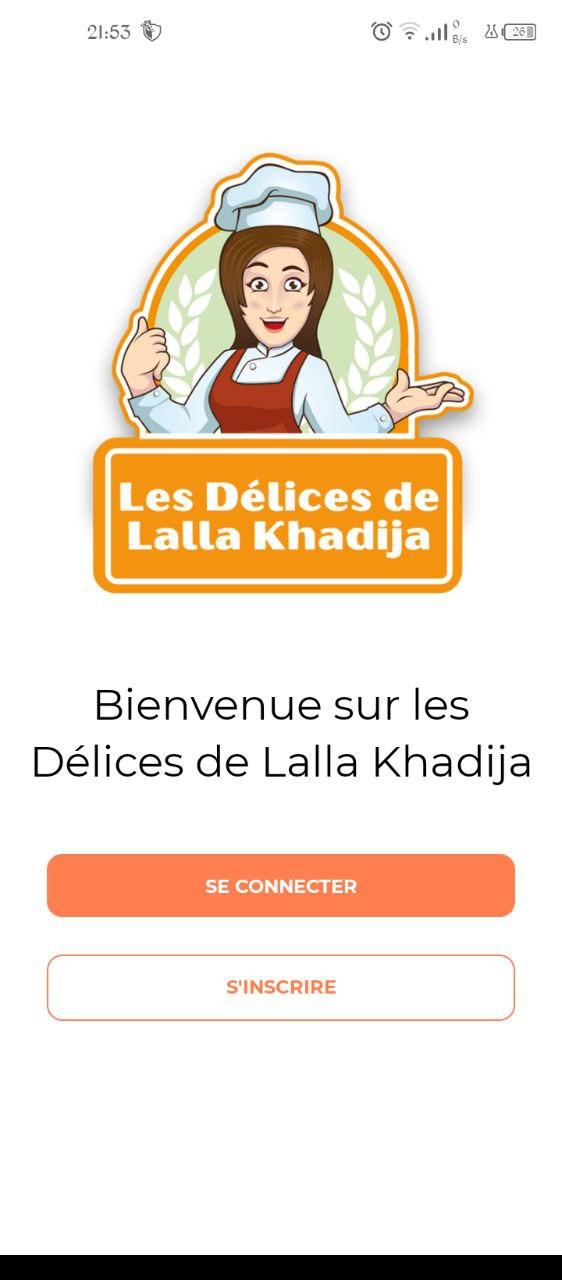 21:53
0
B/s
26
Les Délices de
Lalla Khadija
Bienvenue sur les
Délices de Lalla Khadija
SE CONNECTER
S'INSCRIRE